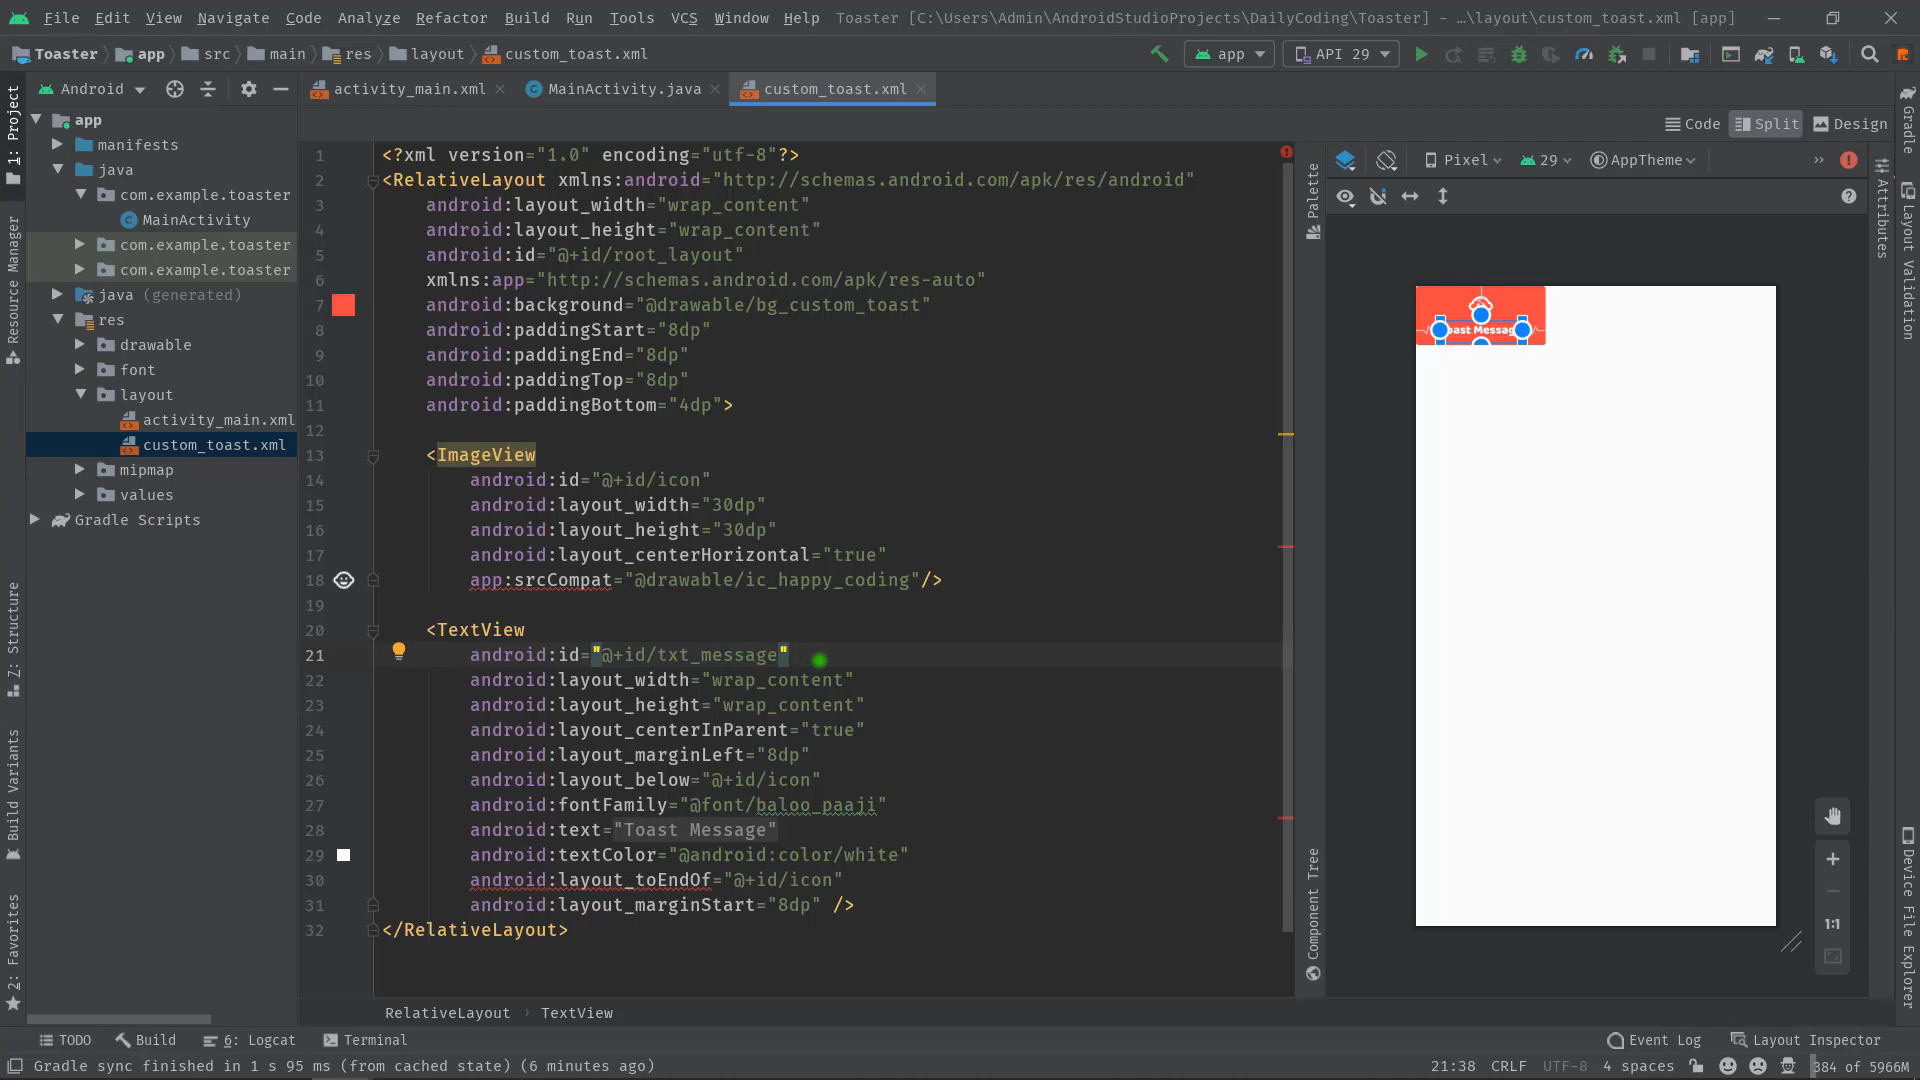 File Edit View Navigate Code Analyze Refactor Build Run Tools VCS Window Help Toaster [C:\Users\Admin\AndroidStudioProjects\DailyCoding\Toaster] - ...\layout\custom_toast.xml [app]
Toaster app src main res layout custom_toast.xml app API 29
Android activity_main.xml MainActivity.java custom_toast.xml
Code Split Design
1: Project
Resource Manager
Z: Structure
Build Variants
2: Favorites
app
manifests
java
com.example.toaster
MainActivity
com.example.toaster
com.example.toaster
java (generated)
res
drawable
font
layout
activity_main.xml
custom_toast.xml
mipmap
values
Gradle Scripts
1 <?xml version="1.0" encoding="utf-8"?>
2 <RelativeLayout xmlns:android="http://schemas.android.com/apk/res/android"
3 android:layout_width="wrap_content"
4 android:layout_height="wrap_content"
5 android:id="@+id/root_layout"
6 xmlns:app="http://schemas.android.com/apk/res-auto"
7 android:background="@drawable/bg_custom_toast"
8 android:paddingStart="8dp"
9 android:paddingEnd="8dp"
10 android:paddingTop="8dp"
11 android:paddingBottom="4dp">
12
13 <ImageView
14 android:id="@+id/icon"
15 android:layout_width="30dp"
16 android:layout_height="30dp"
17 android:layout_centerHorizontal="true"
18 app:srcCompat="@drawable/ic_happy_coding"/>
19
20 <TextView
21 android:id="@+id/txt_message"
22 android:layout_width="wrap_content"
23 android:layout_height="wrap_content"
24 android:layout_centerInParent="true"
25 android:layout_marginLeft="8dp"
26 android:layout_below="@+id/icon"
27 android:fontFamily="@font/baloo_paaji"
28 android:text="Toast Message"
29 android:textColor="@android:color/white"
30 android:layout_toEndOf="@+id/icon"
31 android:layout_marginStart="8dp" />
32 </RelativeLayout>
RelativeLayout › TextView
Palette
Component Tree
Pixel 29 AppTheme
1:1
Gradle
Attributes
Layout Validation
Device File Explorer
TODO Build 6: Logcat Terminal Event Log Layout Inspector
Gradle sync finished in 1 s 95 ms (from cached state) (6 minutes ago) 21:38 CRLF UTF-8 4 spaces 384 of 5966M